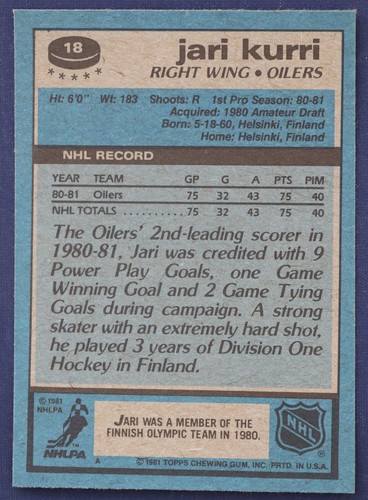 18
jari kurri
RIGHT WING • OILERS
Ht: 6'0" Wt: 183 Shoots: R 1st Pro Season: 80-81
Acquired: 1980 Amateur Draft
Born: 5-18-60, Helsinki, Finland
Home: Helsinki, Finland
NHL RECORD
YEAR TEAM GP G A PTS PIM
80-81 Oilers 75 32 43 75 40
NHL TOTALS 75 32 43 75 40
The Oilers' 2nd-leading scorer in
1980-81, Jari was credited with 9
Power Play Goals, one Game
Winning Goal and 2 Game Tying
Goals during campaign. A strong
skater with an extremely hard shot,
he played 3 years of Division One
Hockey in Finland.
© 1981
NHLPA
NHLPA
JARI WAS A MEMBER OF THE
FINNISH OLYMPIC TEAM IN 1980.
NHL
A © 1981 TOPPS CHEWING GUM, INC. PRTD. IN U.S.A.